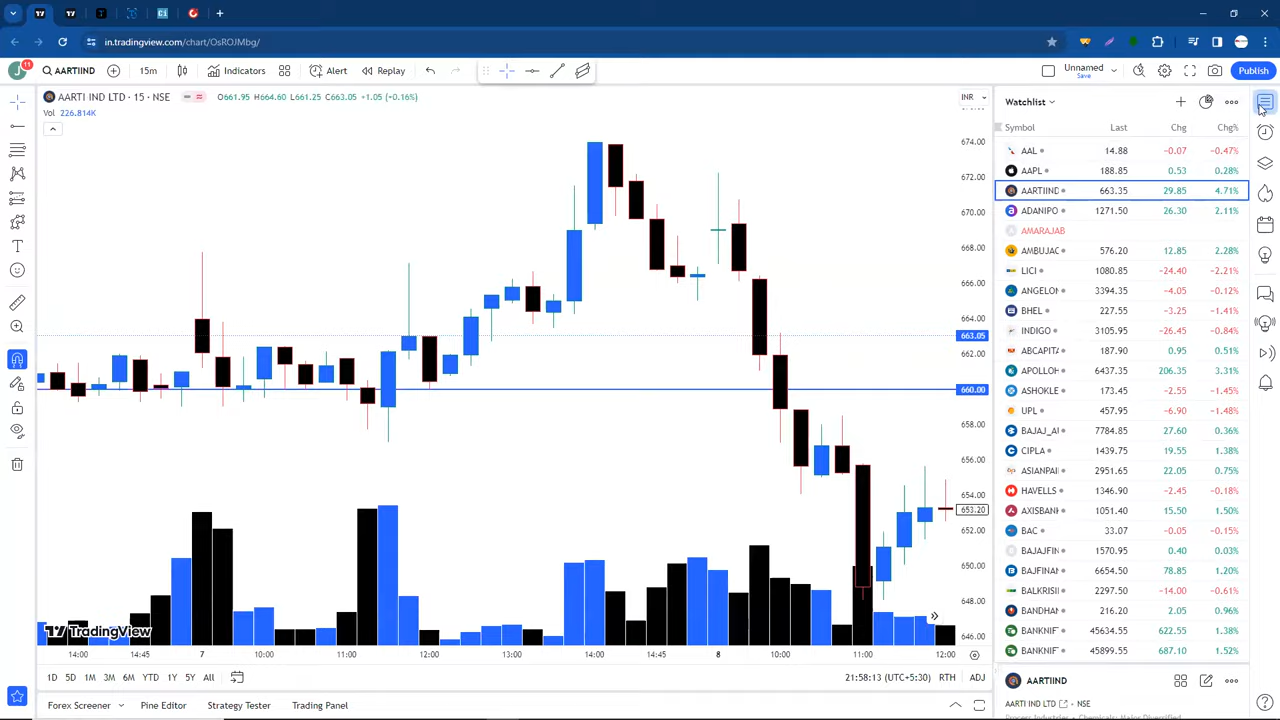 in.tradingview.com/chart/OsROJMbg/
J 11 AARTIIND 15m Indicators Alert Replay Unnamed Save Publish
AARTI IND LTD · 15 · NSE O661.95 H664.60 L661.25 C663.05 +1.05 (+0.16%) INR
Vol 226.814K
674.00
672.00
670.00
668.00
666.00
664.00
663.05
662.00
660.00
658.00
656.00
654.00
653.20
652.00
650.00
648.00
646.00
TradingView
14:00 14:45 7 10:00 11:00 12:00 13:00 14:00 14:45 8 10:00 11:00 12:00
1D 5D 1M 3M 6M YTD 1Y 5Y All 21:58:13 (UTC+5:30) RTH ADJ
Forex Screener Pine Editor Strategy Tester Trading Panel
Watchlist
Symbol Last Chg Chg%
AAL 14.88 −0.07 −0.47%
AAPL 188.85 0.53 0.28%
AARTIIND 663.35 29.85 4.71%
ADANIPO 1271.50 26.30 2.11%
AMARAJAB
AMBUJAC 576.20 12.85 2.28%
LICI 1080.85 −24.40 −2.21%
ANGELON 3394.35 −4.05 −0.12%
BHEL 227.55 −3.25 −1.41%
INDIGO 3105.95 −26.45 −0.84%
ABCAPITA 187.90 0.95 0.51%
APOLLOH 6437.35 206.35 3.31%
ASHOKLE 173.45 −2.55 −1.45%
UPL 457.95 −6.90 −1.48%
BAJAJ_AU 7784.85 27.60 0.36%
CIPLA 1439.75 19.55 1.38%
ASIANPAI 2951.65 22.05 0.75%
HAVELLS 1346.90 −2.45 −0.18%
AXISBANK 1051.40 15.50 1.50%
BAC 33.07 −0.05 −0.15%
BAJAJFIN 1570.95 0.40 0.03%
BAJFINAN 6654.50 78.85 1.20%
BALKRISI 2297.50 −14.00 −0.61%
BANDHAN 216.20 2.05 0.96%
BANKNIF 45634.55 622.55 1.38%
BANKNIF 45899.55 687.10 1.52%
AARTIIND
AARTI IND LTD · NSE
Process Industries · Chemicals: Major Diversified